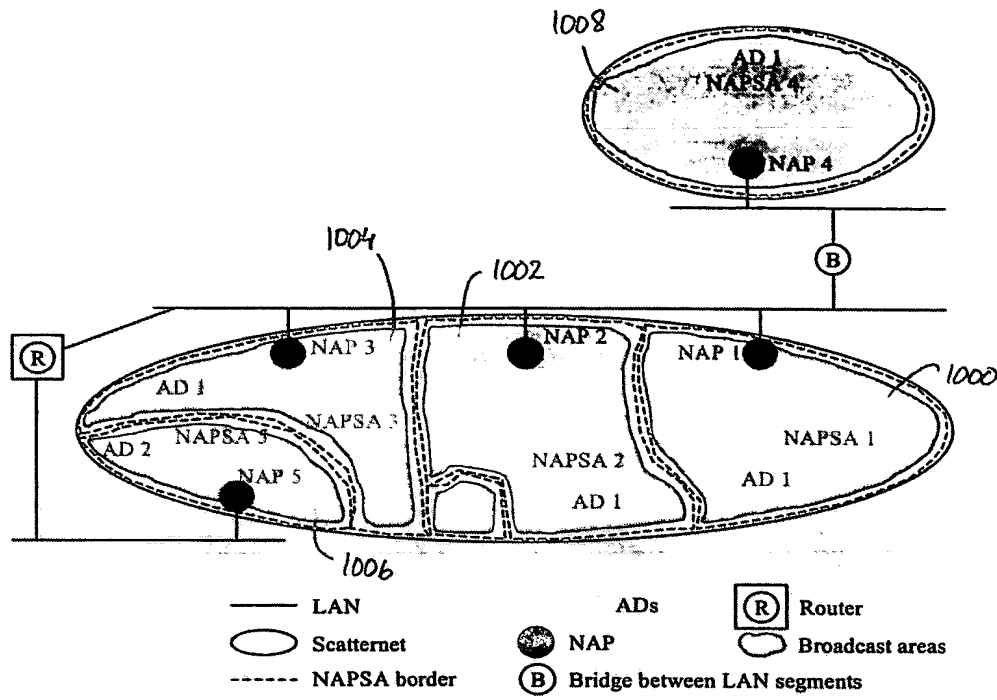 1008
AD 1
NAPSA 4
NAP 4
B
1004
1002
R
NAP 3
NAP 2
NAP 1
1000
AD 1
NAPSA 3
NAPSA 5
AD 2
NAPSA 1
NAPSA 2
NAP 5
AD 1
AD 1
1006
LAN
ADs
R Router
Scatternet
NAP
Broadcast areas
NAPSA border
B Bridge between LAN segments